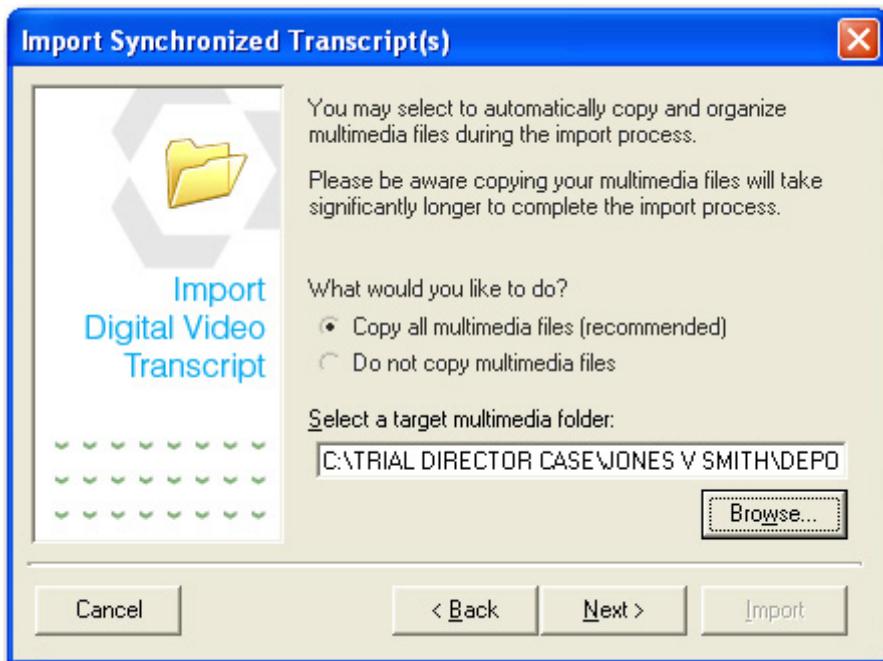 Import Synchronized Transcript(s)
You may select to automatically copy and organize
multimedia files during the import process.
Please be aware copying your multimedia files will take
significantly longer to complete the import process.
Import
Digital Video
Transcript
What would you like to do?
Copy all multimedia files (recommended)
Do not copy multimedia files
Select a target multimedia folder:
C:\TRIAL DIRECTOR CASE\JONES V SMITH\DEPO
Browse...
Cancel
< Back
Next >
Import